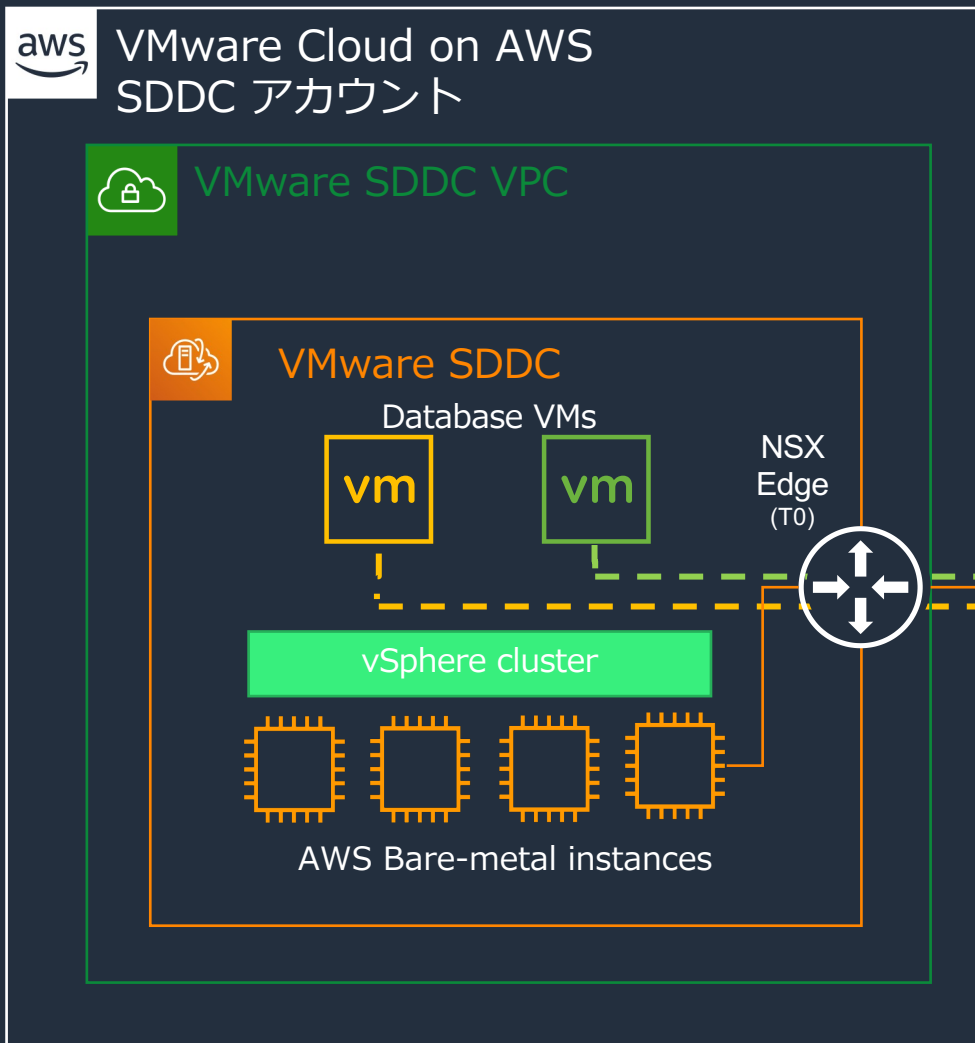 aws
VMware Cloud on AWS
SDDC アカウント
VMware SDDC VPC
VMware SDDC
Database VMs
vm
vm
NSX
Edge
(T0)
vSphere cluster
AWS Bare-metal instances